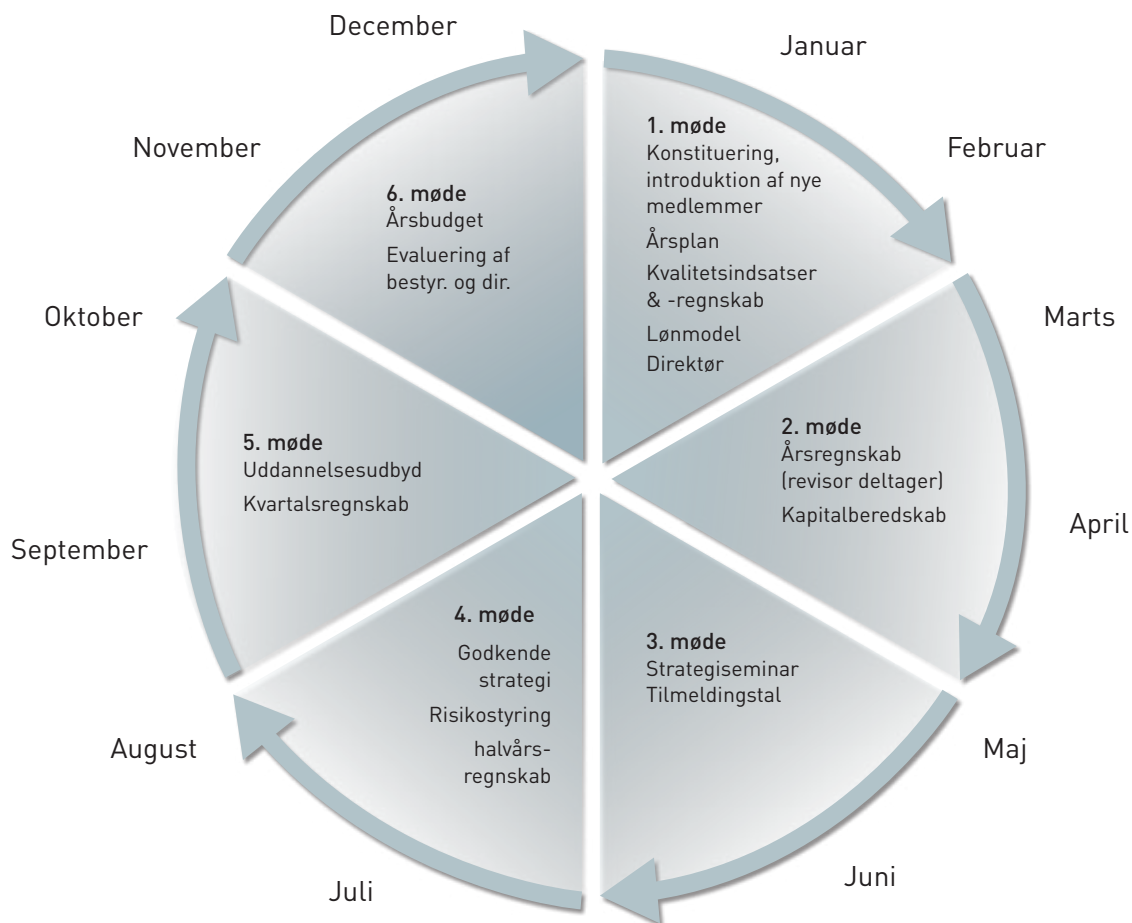 December
Januar
November
Februar
1. møde
Konstituering,
introduktion af nye
medlemmer
Årsplan
Kvalitetsindsatser
& -regnskab
Lønmodel
Direktør
6. møde
Årsbudget
Evaluering af
bestyr. og dir.
Oktober
Marts
2. møde
Årsregnskab
(revisor deltager)
Kapitalberedskab
5. møde
Uddannelsesudbyd
Kvartalsregnskab
April
September
4. møde
Godkende
strategi
Risikostyring
halvårs-
regnskab
3. møde
Strategiseminar
Tilmeldingstal
August
Maj
Juli
Juni